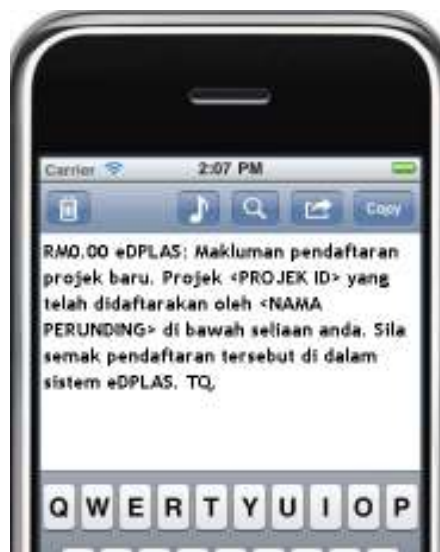 Carrier 2:07 PM
Copy
RM0.00 eDPLAS: Makluman pendaftaran
projek baru. Projek <PROJEK ID> yang
telah didaftarakan oleh <NAMA
PERUNDING> di bawah seliaan anda. Sila
semak pendaftaran tersebut di dalam
sistem eDPLAS. TQ.
Q W E R T Y U I O P